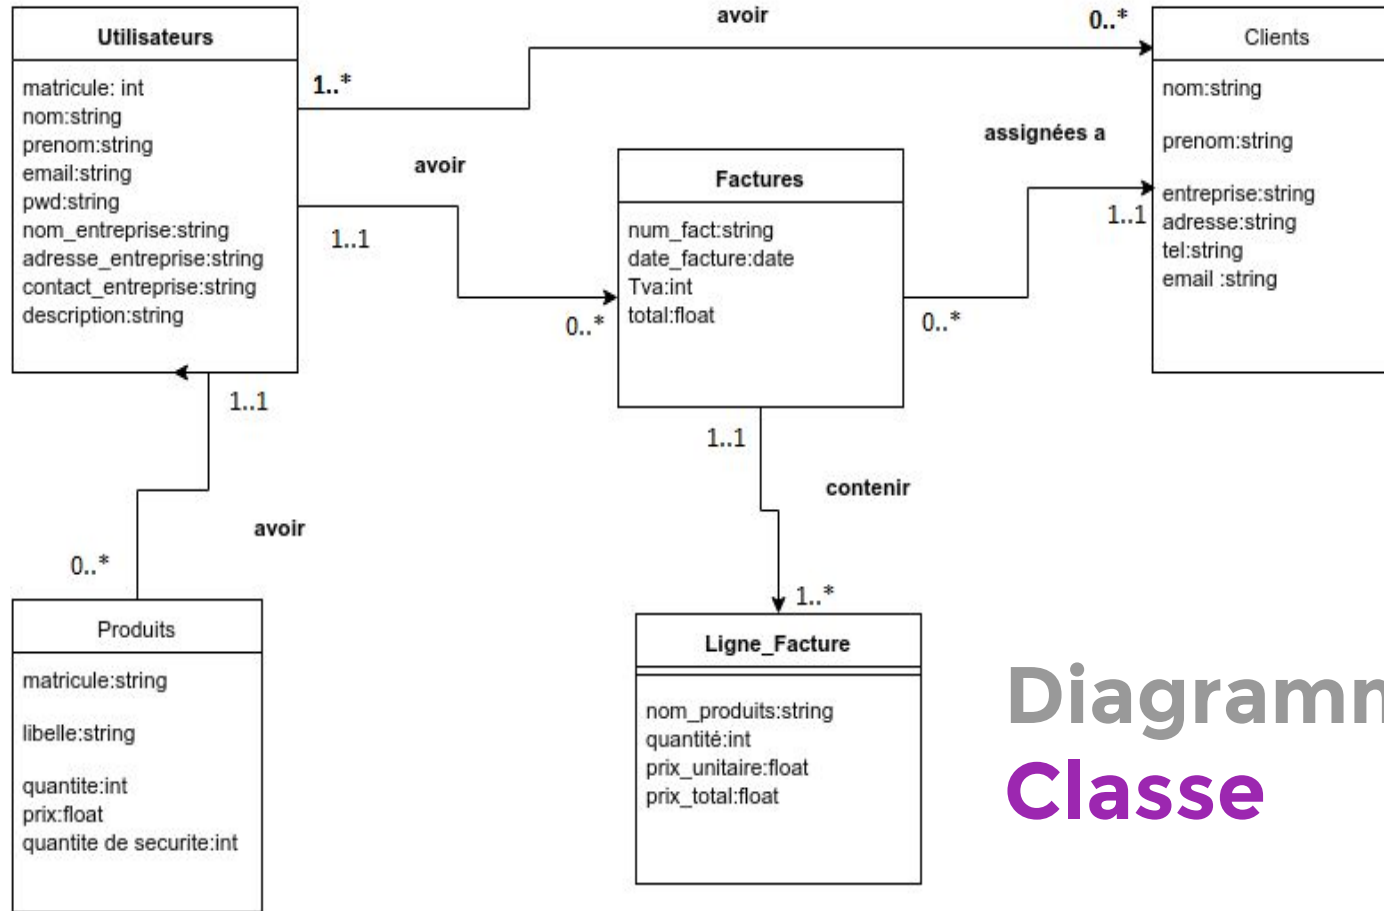 avoir
0..*
Utilisateurs
matricule: int
nom:string
prenom:string
email:string
pwd:string
nom_entreprise:string
adresse_entreprise:string
contact_entreprise:string
description:string
1..*
avoir
1..1
0..*
Factures
num_fact:string
date_facture:date
Tva:int
total:float
assignées a
1..1
0..*
Clients
nom:string
prenom:string
entreprise:string
adresse:string
tel:string
email :string
1..1
avoir
0..*
1..1
contenir
1..*
Produits
matricule:string
libelle:string
quantite:int
prix:float
quantite de securite:int
Ligne_Facture
nom_produits:string
quantité:int
prix_unitaire:float
prix_total:float
Classe